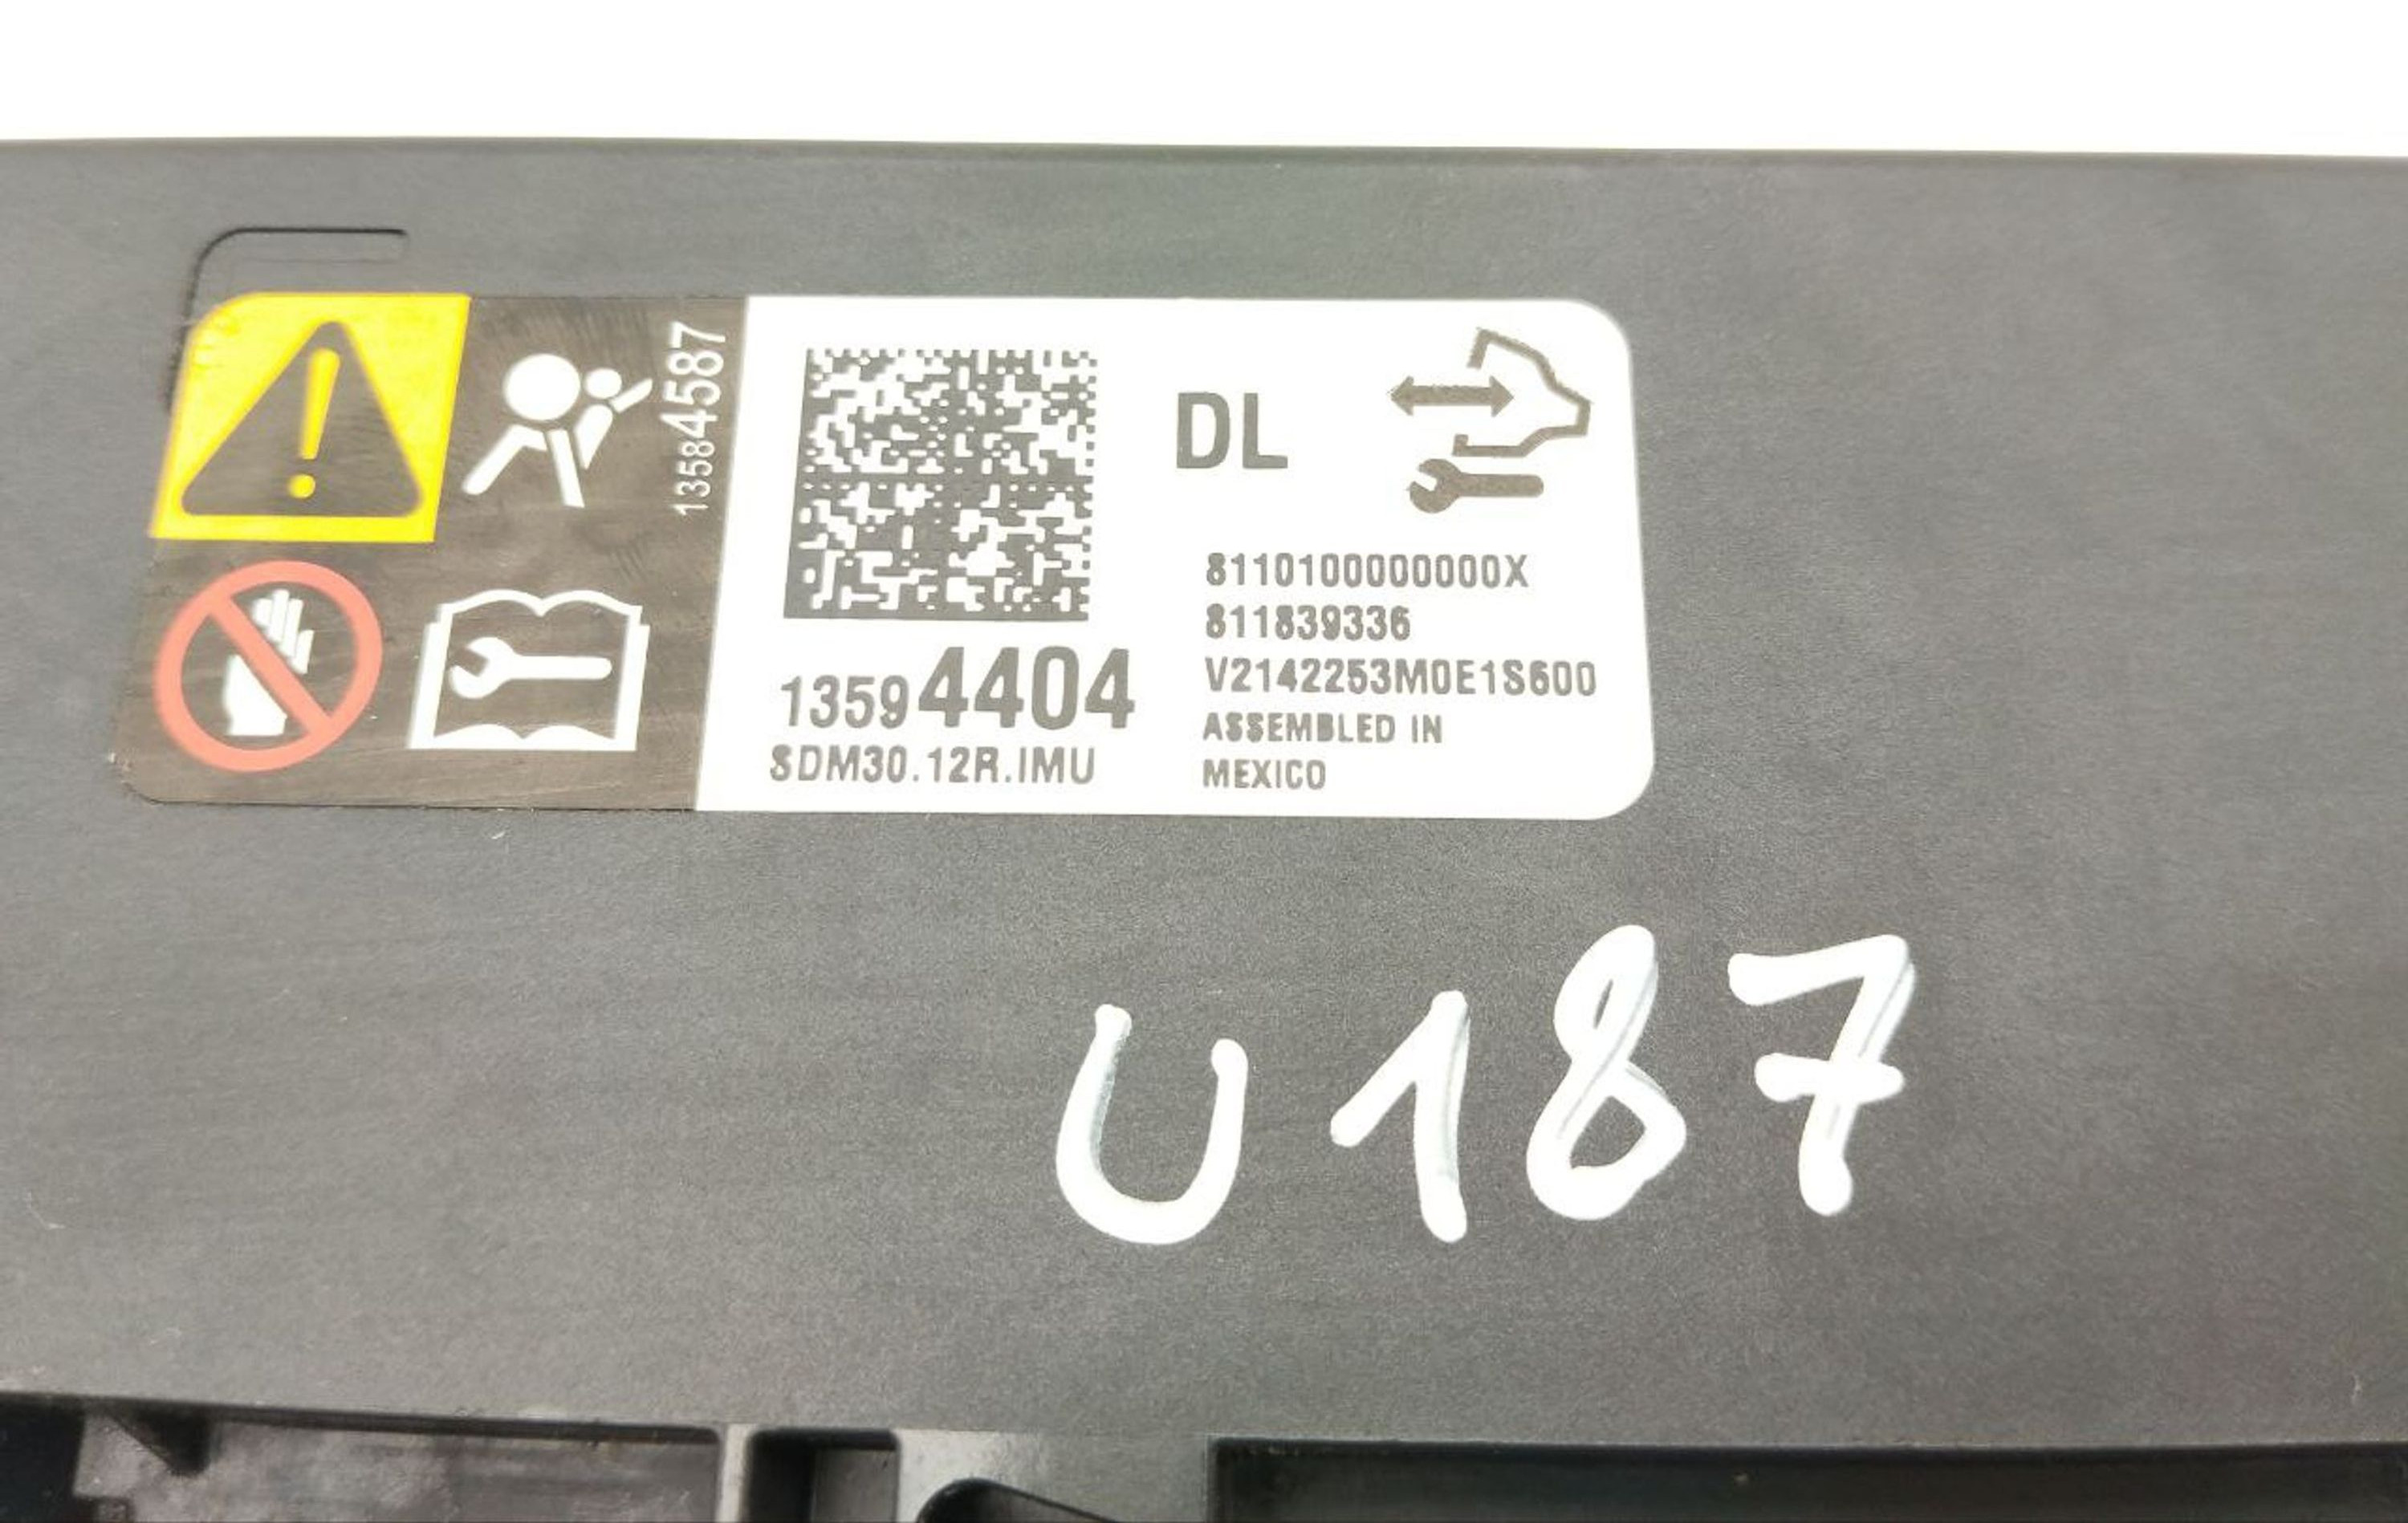 13584587
DL
13594404
SDM30.12R.IMU
8110100000000X
811839336
V2142253M0E1S600
ASSEMBLED IN
MEXICO
U187